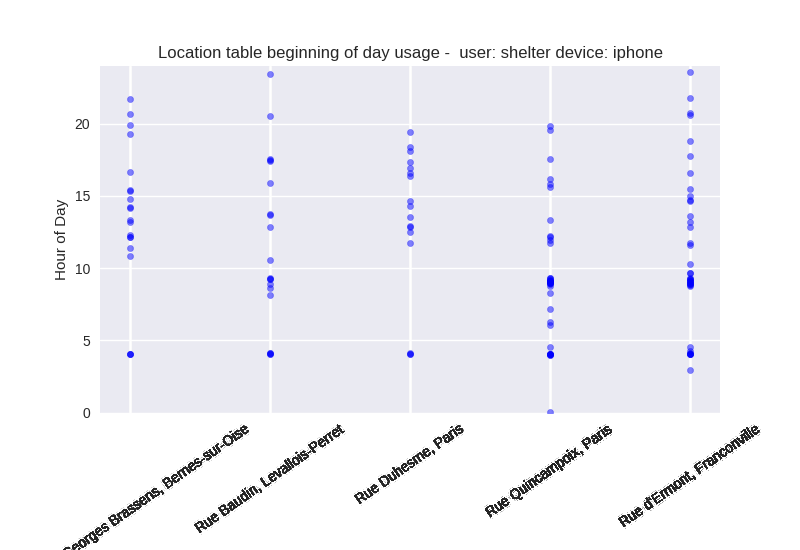 Location table beginning of day usage -  user: shelter device: iphone
Hour of Day
20
15
10
5
0
Georges Brassens, Bernes-sur-Oise
Rue Baudin, Levallois-Perret
Rue Duhesme, Paris
Rue Quincampoix, Paris
Rue d'Ermont, Franconville